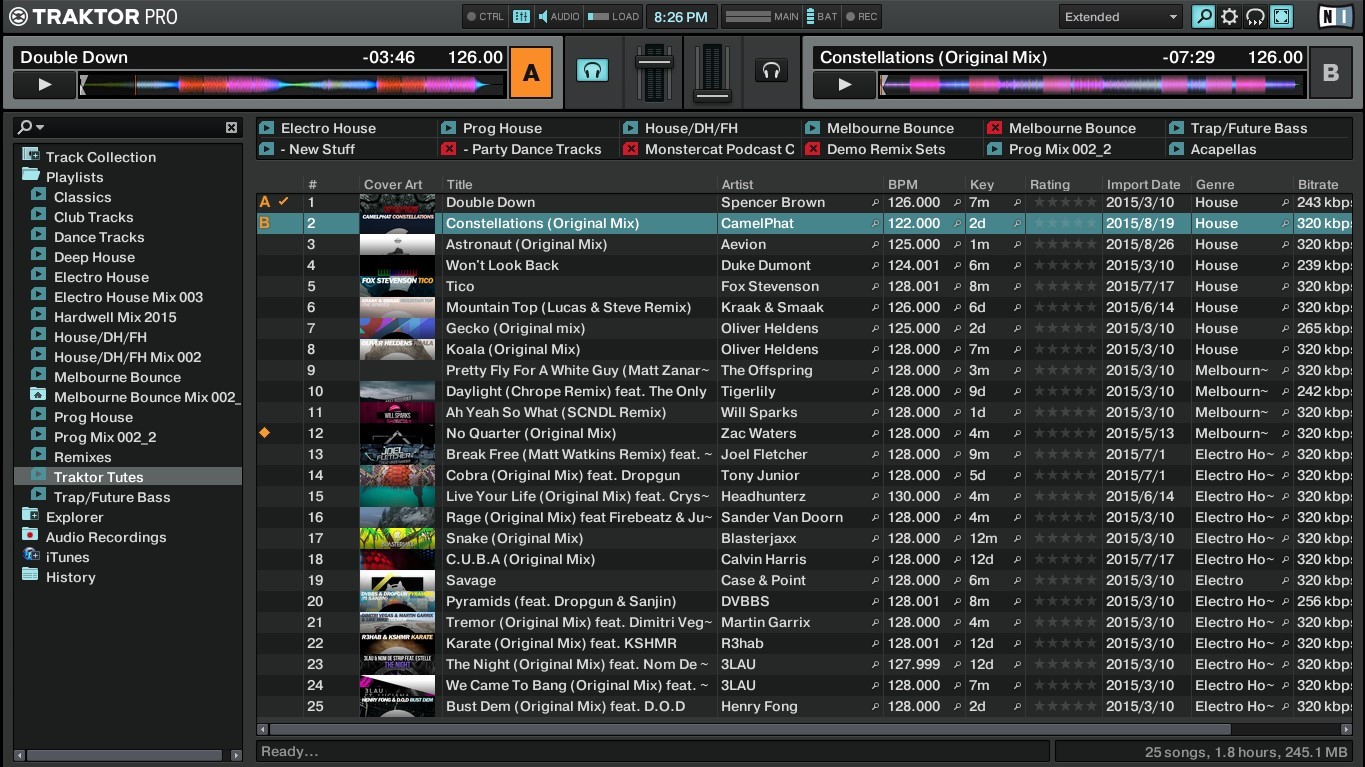 TRAKTOR PRO CTRL AUDIO LOAD 8:26 PM MAIN BAT REC Extended N I
Double Down -03:46 126.00 A
Constellations (Original Mix) -07:29 126.00 B
Electro House Prog House House/DH/FH Melbourne Bounce Melbourne Bounce Trap/Future Bass
- New Stuff - Party Dance Tracks Monstercat Podcast C Demo Remix Sets Prog Mix 002_2 Acapellas
Track Collection
Playlists
Classics
Club Tracks
Dance Tracks
Deep House
Electro House
Electro House Mix 003
Hardwell Mix 2015
House/DH/FH
House/DH/FH Mix 002
Melbourne Bounce
Melbourne Bounce Mix 002_
Prog House
Prog Mix 002_2
Remixes
Traktor Tutes
Trap/Future Bass
Explorer
Audio Recordings
iTunes
History
# Cover Art Title Artist BPM Key Rating Import Date Genre Bitrate
A 1 Double Down Spencer Brown 126.000 7m 2015/3/10 House 243 kbps
B 2 CAMELPHAT CONSTELLATIONS Constellations (Original Mix) CamelPhat 122.000 2d 2015/8/19 House 320 kbps
3 Astronaut (Original Mix) Aevion 125.000 1m 2015/8/26 House 320 kbps
4 Won't Look Back Duke Dumont 124.001 6m 2015/3/10 House 239 kbps
5 FOX STEVENSON TICO Tico Fox Stevenson 128.001 8m 2015/7/17 House 320 kbps
6 Mountain Top (Lucas & Steve Remix) Kraak & Smaak 126.000 6d 2015/6/14 House 320 kbps
7 Gecko (Original mix) Oliver Heldens 125.000 2d 2015/3/10 House 265 kbps
8 OLIVER HELDENS KOALA Koala (Original Mix) Oliver Heldens 128.000 7m 2015/3/10 House 320 kbps
9 Pretty Fly For A White Guy (Matt Zanar~ The Offspring 128.000 3m 2015/3/10 Melbourn~ 320 kbps
10 Daylight (Chrope Remix) feat. The Only Tigerlily 128.000 9d 2015/3/10 Melbourn~ 242 kbps
11 WILL SPARKS Ah Yeah So What (SCNDL Remix) Will Sparks 128.000 1d 2015/3/10 Melbourn~ 320 kbps
12 No Quarter (Original Mix) Zac Waters 128.000 4m 2015/5/13 Melbourn~ 320 kbps
13 JOEL FLETCHER Break Free (Matt Watkins Remix) feat. ~ Joel Fletcher 128.000 9m 2015/7/1 Electro Ho~ 320 kbps
14 Cobra (Original Mix) feat. Dropgun Tony Junior 128.000 5d 2015/7/1 Electro Ho~ 320 kbps
15 Live Your Life (Original Mix) feat. Crys~ Headhunterz 130.000 4m 2015/6/14 Electro Ho~ 320 kbps
16 Rage (Original Mix) feat Firebeatz & Ju~ Sander Van Doorn 128.000 4m 2015/3/10 Electro Ho~ 320 kbps
17 Snake (Original Mix) Blasterjaxx 128.000 12m 2015/3/10 Electro Ho~ 320 kbps
18 C.U.B.A (Original Mix) Calvin Harris 128.000 12d 2015/7/17 Electro Ho~ 320 kbps
19 Savage Case & Point 128.000 6m 2015/3/10 Electro 320 kbps
20 DVBBS & DROPGUN PYRAMIDS Pyramids (feat. Dropgun & Sanjin) DVBBS 128.001 8m 2015/3/10 Electro Ho~ 256 kbps
21 DIMITRI VEGAS & MARTIN GARRIX Tremor (Original Mix) feat. Dimitri Veg~ Martin Garrix 128.000 4m 2015/3/10 Electro Ho~ 320 kbps
22 R3HAB & KSHMR KARATE Karate (Original Mix) feat. KSHMR R3hab 128.001 12d 2015/3/10 Electro Ho~ 320 kbps
23 3LAU & NOM DE STRIP FEAT. ESTELLE THE NIGHT The Night (Original Mix) feat. Nom De ~ 3LAU 127.999 12d 2015/3/10 Electro Ho~ 320 kbps
24 3LAU We Came To Bang (Original Mix) feat. ~ 3LAU 128.000 7m 2015/3/10 Electro Ho~ 320 kbps
25 HENRY FONG & D.O.D BUST DEM Bust Dem (Original Mix) feat. D.O.D Henry Fong 128.000 2d 2015/3/10 Electro Ho~ 320 kbps
Ready... 25 songs, 1.8 hours, 245.1 MB